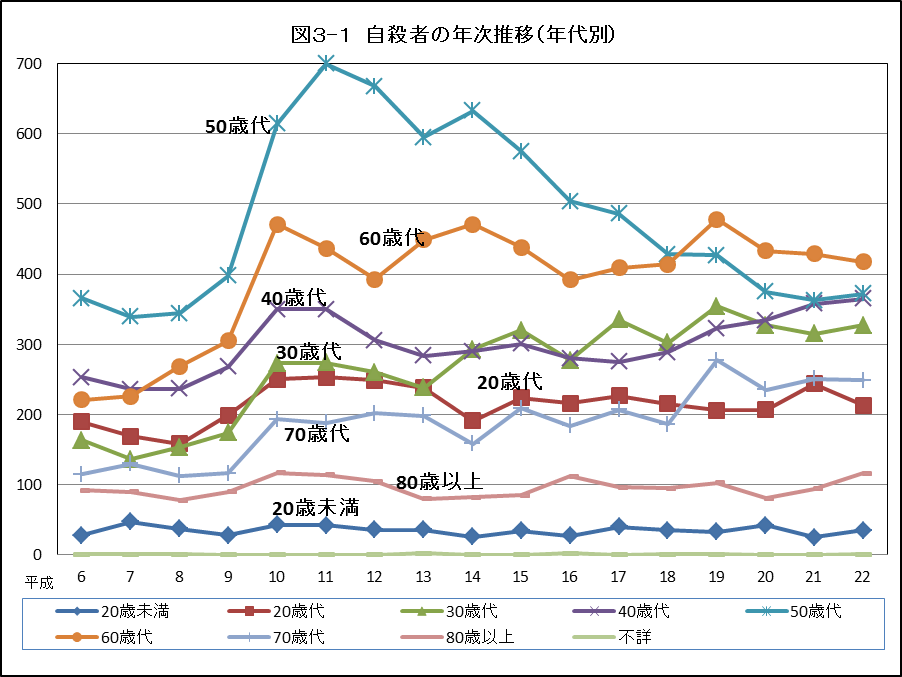 図3-1 自殺者の年次推移(年代別)
700
600
500
400
300
200
100
0
50歳代
60歳代
40歳代
30歳代
20歳代
70歳代
80歳以上
20歳未満
平成 6 7 8 9 10 11 12 13 14 15 16 17 18 19 20 21 22
20歳未満 20歳代 30歳代 40歳代 50歳代
60歳代 70歳代 80歳以上 不詳